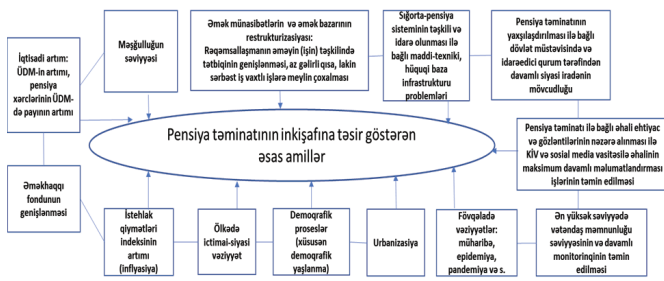 İqtisadi artım:
ÜDM-in artımı,
pensiya
xərclərinin ÜDM-
də payının artımı
Məşğulluğun
səviyyəsi
Əmək münasibətlərin və əmək bazarının
restrukturizasiyası:
Rəqəmsallaşmanın əməyin (işin) təşkilində
tətbiqinin genişlənməsi, az gəlirli qısa, lakin
sərbəst iş vaxtlı işlərə meylin çoxalması
Sığorta-pensiya
sisteminin təşkili və
idarə olunması ilə
bağlı maddi-texniki,
hüquqi baza
infrastrukturu
problemləri
Pensiya təminatının
yaxşılaşdırılması ilə bağlı
dövlət müstəvisində və
idarəedici qurum tərəfindən
davamlı siyasi iradənin
mövcudluğu
Pensiya təminatının inkişafına təsir göstərən
əsas amillər
Pensiya təminatı ilə bağlı əhali ehtiyac
və gözləntilərinin nəzərə alınması ilə
KİV və sosial media vasitəsilə əhalinin
maksimum davamlı məlumatlandırması
işlərinin təmin edilməsi
Əməkhaqqı
fondunun
genişlənməsi
İstehlak
qiymətləri
indeksinin
artımı
(inflyasiya)
Ölkədə
ictimai-siyasi
vəziyyət
Demoqrafik
proseslər
(xüsusən
demoqrafik
yaşlanma)
Urbanizasiya
Fövqəladə
vəziyyətlər:
müharibə,
epidemiya,
pandemiya və s.
Ən yüksək səviyyədə
vətəndaş məmnunluğu
səviyyəsinin və davamlı
monitorinqinin təmin
edilməsi